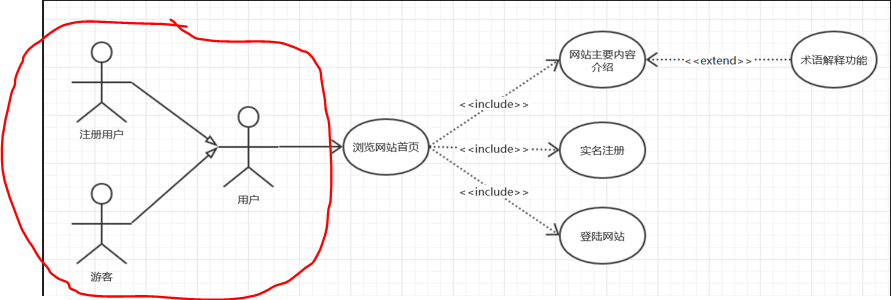 网站主要内容
介绍
<<extend>>
术语解释功能
<<include>>
注册用户
浏览网站首页
<<include>>
实名注册
用户
<<include>>
登陆网站
游客